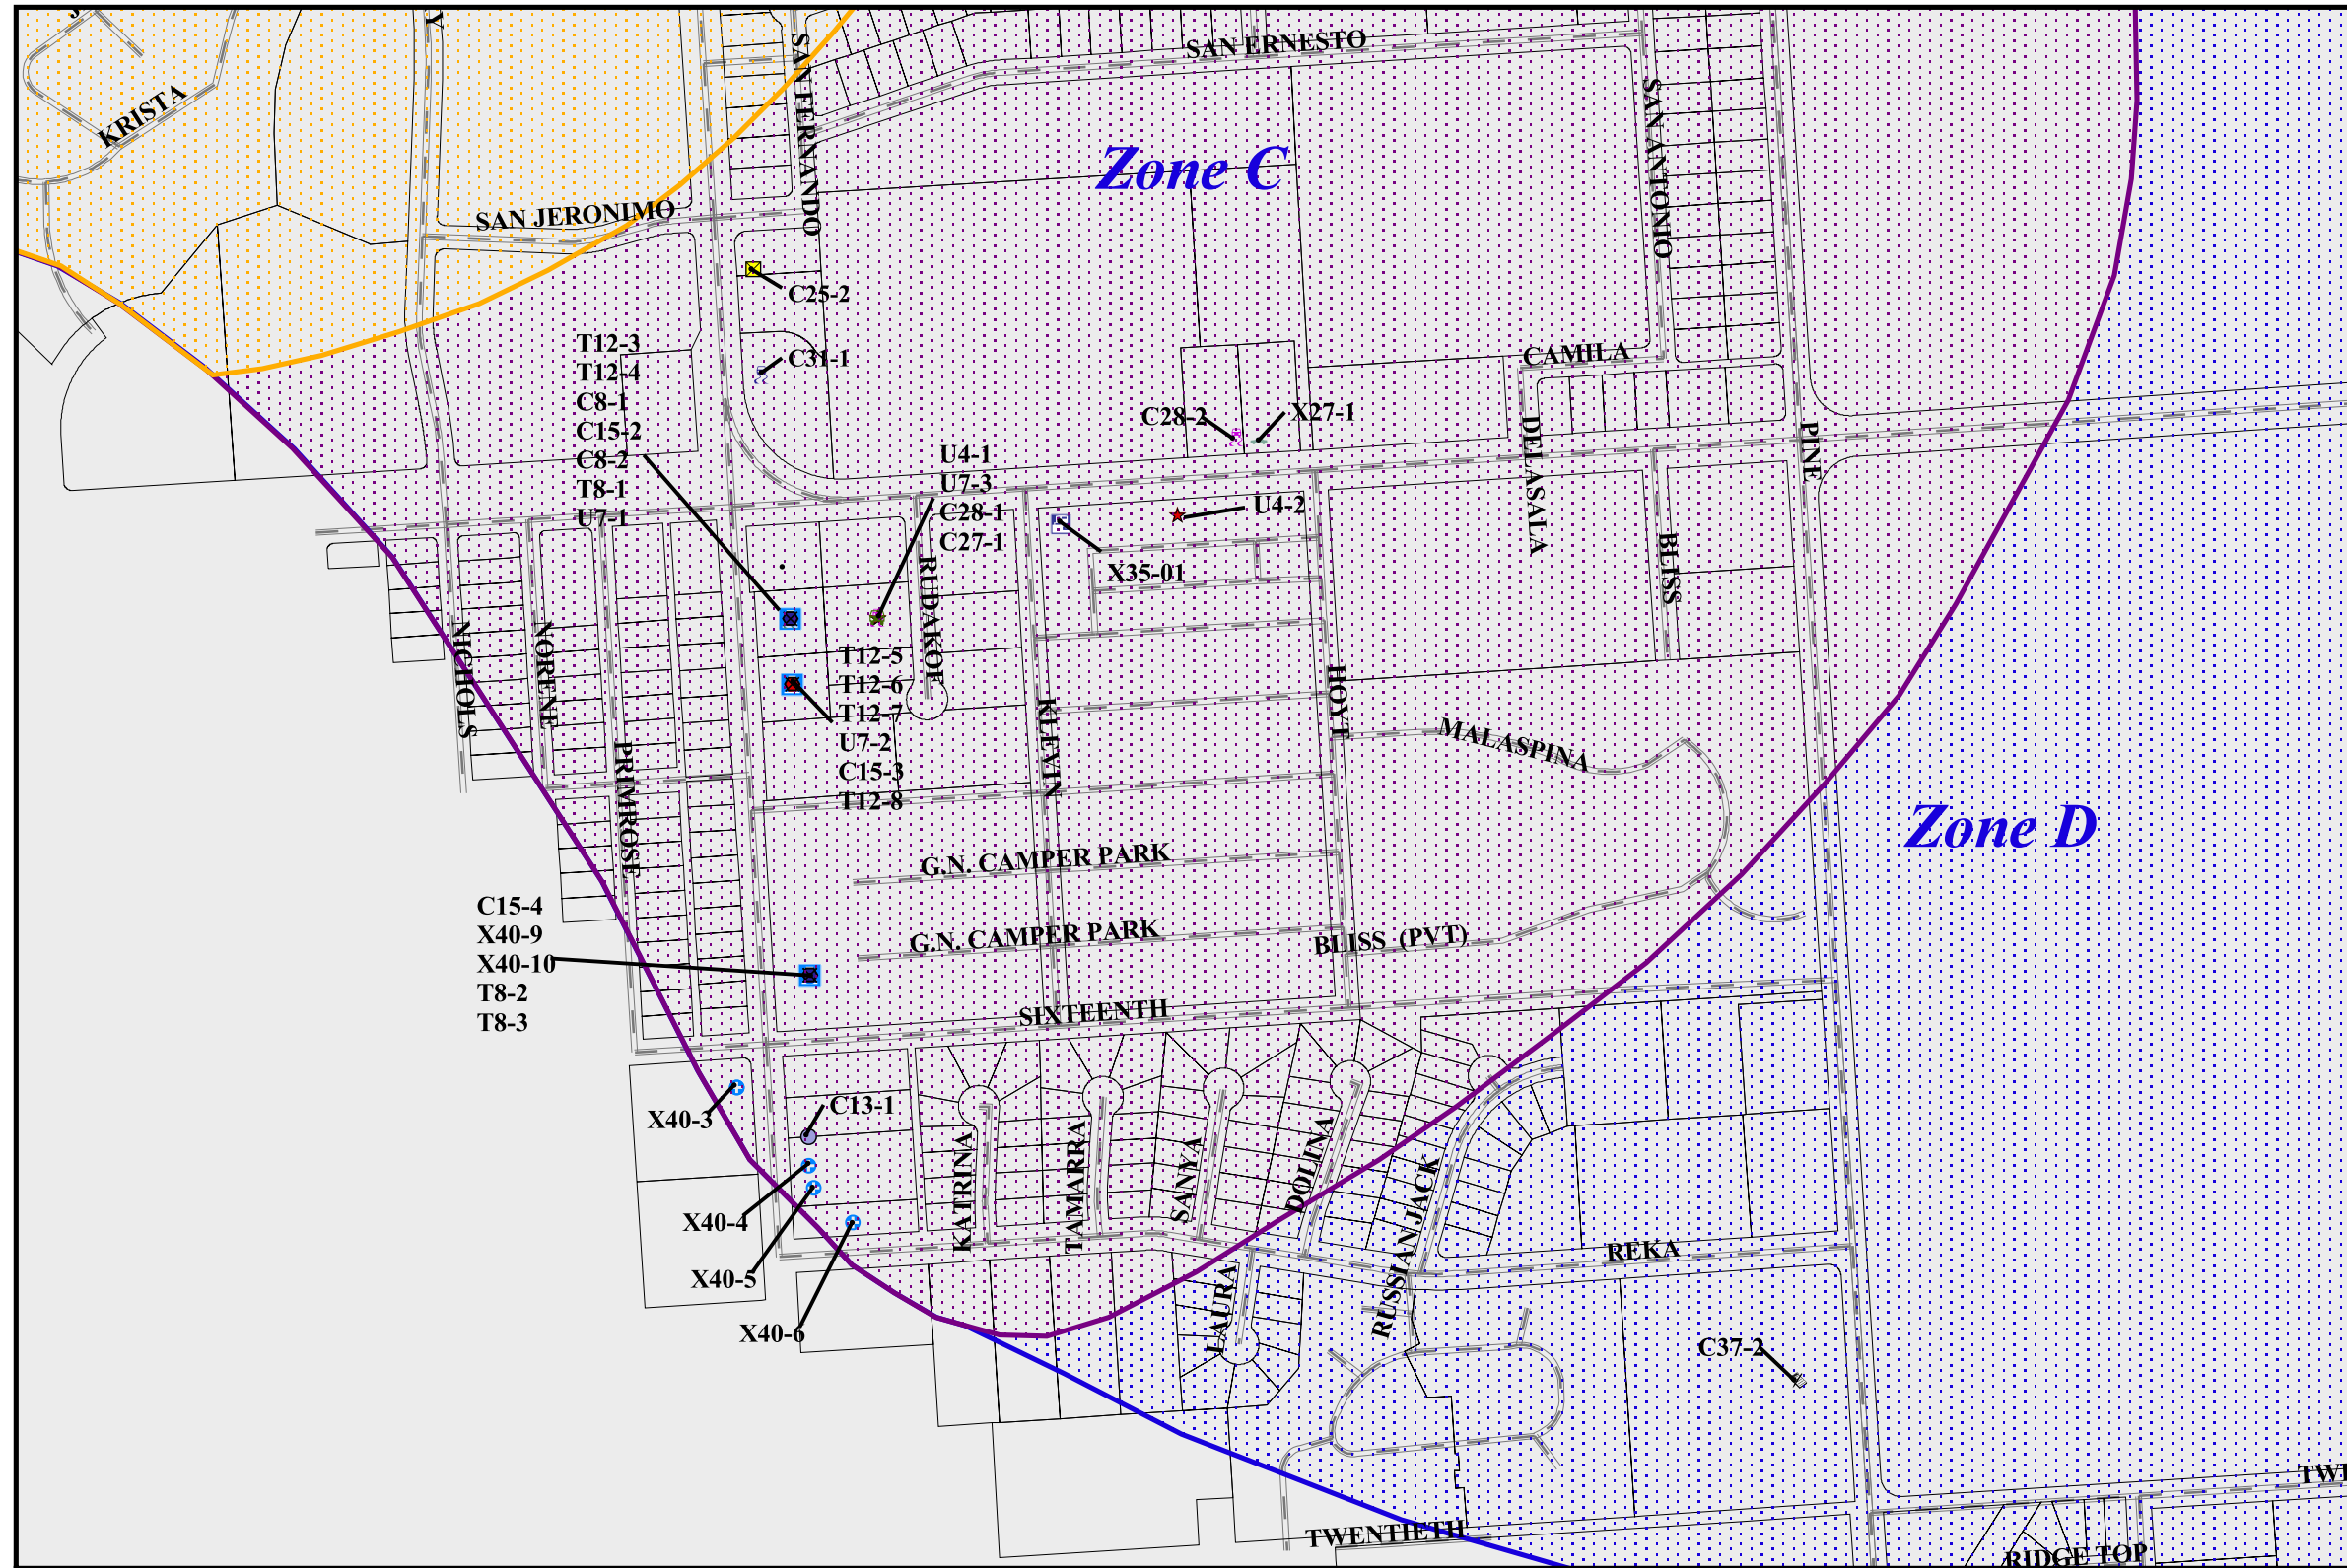 SAN ERNESTO
SAN FERNANDO
KRISTA
SAN ANTONIO
Zone C
SAN JERONIMO
C25-2
T12-3
T12-4
C8-1
C15-2
C8-2
T8-1
U7-1
C31-1
CAMILA
C28-2
X27-1
DELASALA
PINE
U4-1
U7-3
C28-1
C27-1
U4-2
X35-01
BLISS
RUDAKOF
NICHOLS
NORENE
T12-5
T12-6
T12-7
U7-2
C15-3
T12-8
KLEVIN
HOYT
MALASPINA
PRIMROSE
Zone D
G.N. CAMPER PARK
G.N. CAMPER PARK
BLISS (PVT)
C15-4
X40-9
X40-10
T8-2
T8-3
SIXTEENTH
X40-3
C13-1
KATRINA
TAMARRA
SANYA
DOLINA
RUSSIAN JACK
X40-4
X40-5
X40-6
LAURA
REKA
C37-2
TWENTIETH
RIDGE TOP